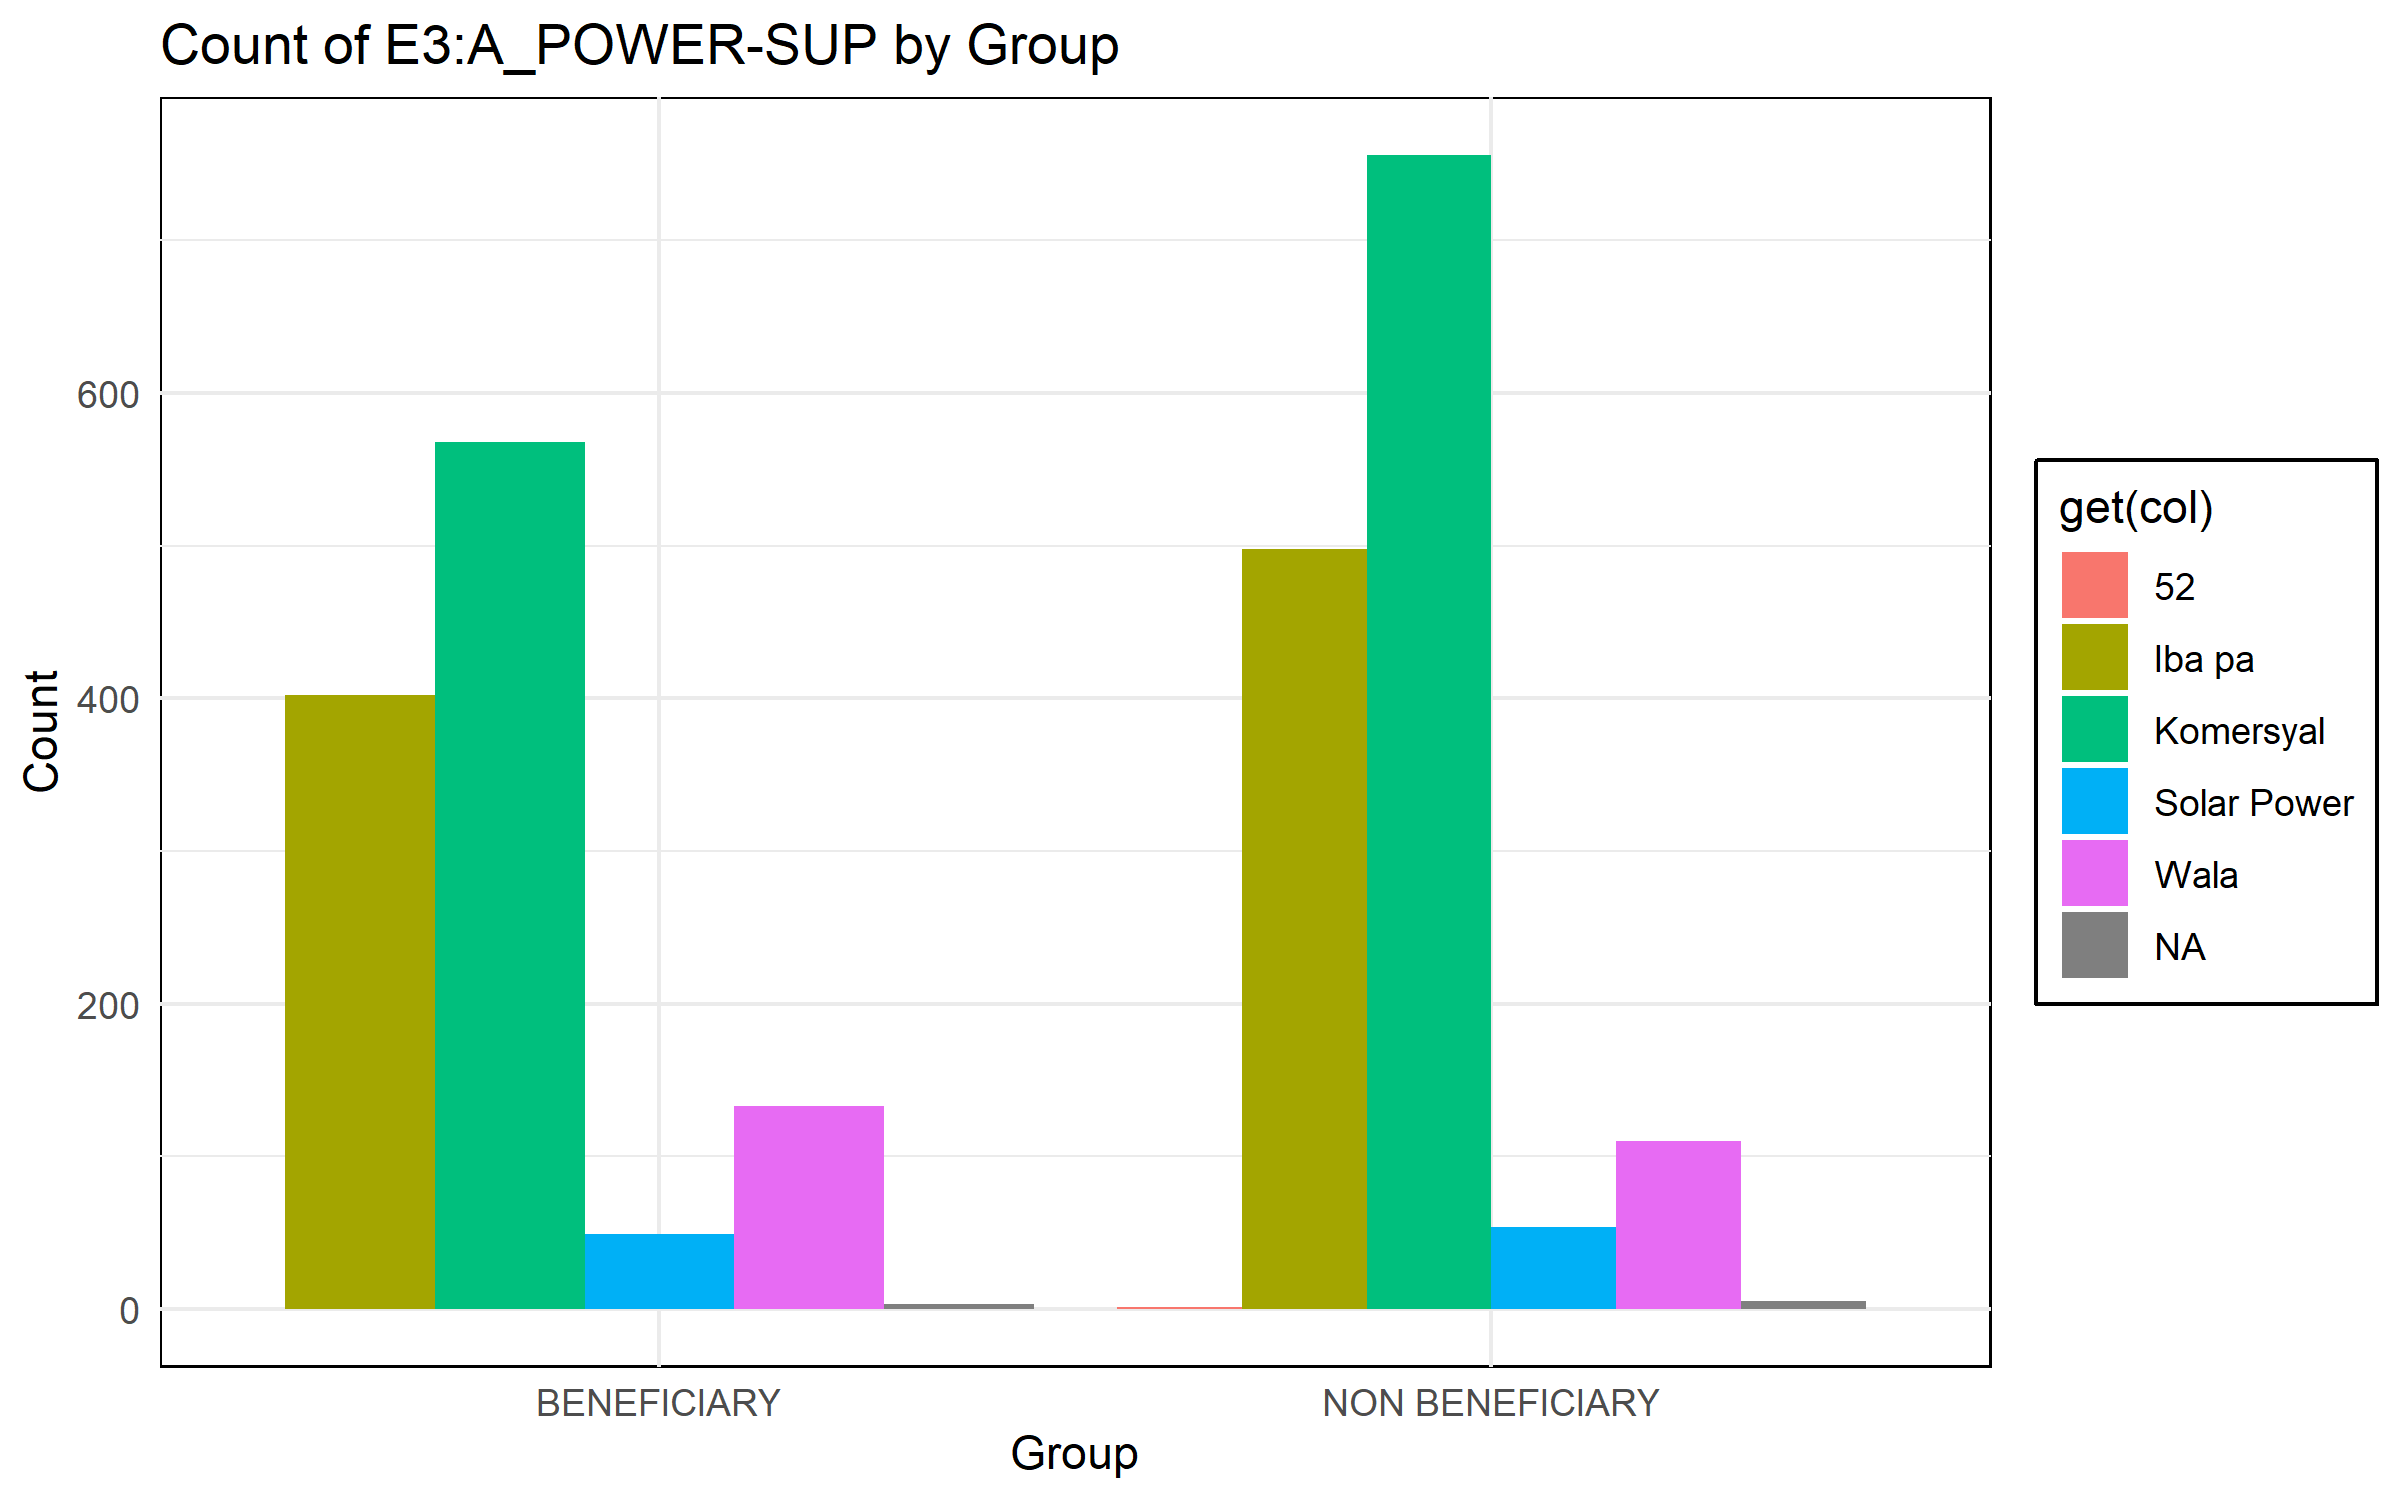 Count of E3:A_POWER-SUP by Group
Count
600
400
200
0
BENEFICIARY
NON BENEFICIARY
Group
get(col)
52
Iba pa
Komersyal
Solar Power
Wala
NA